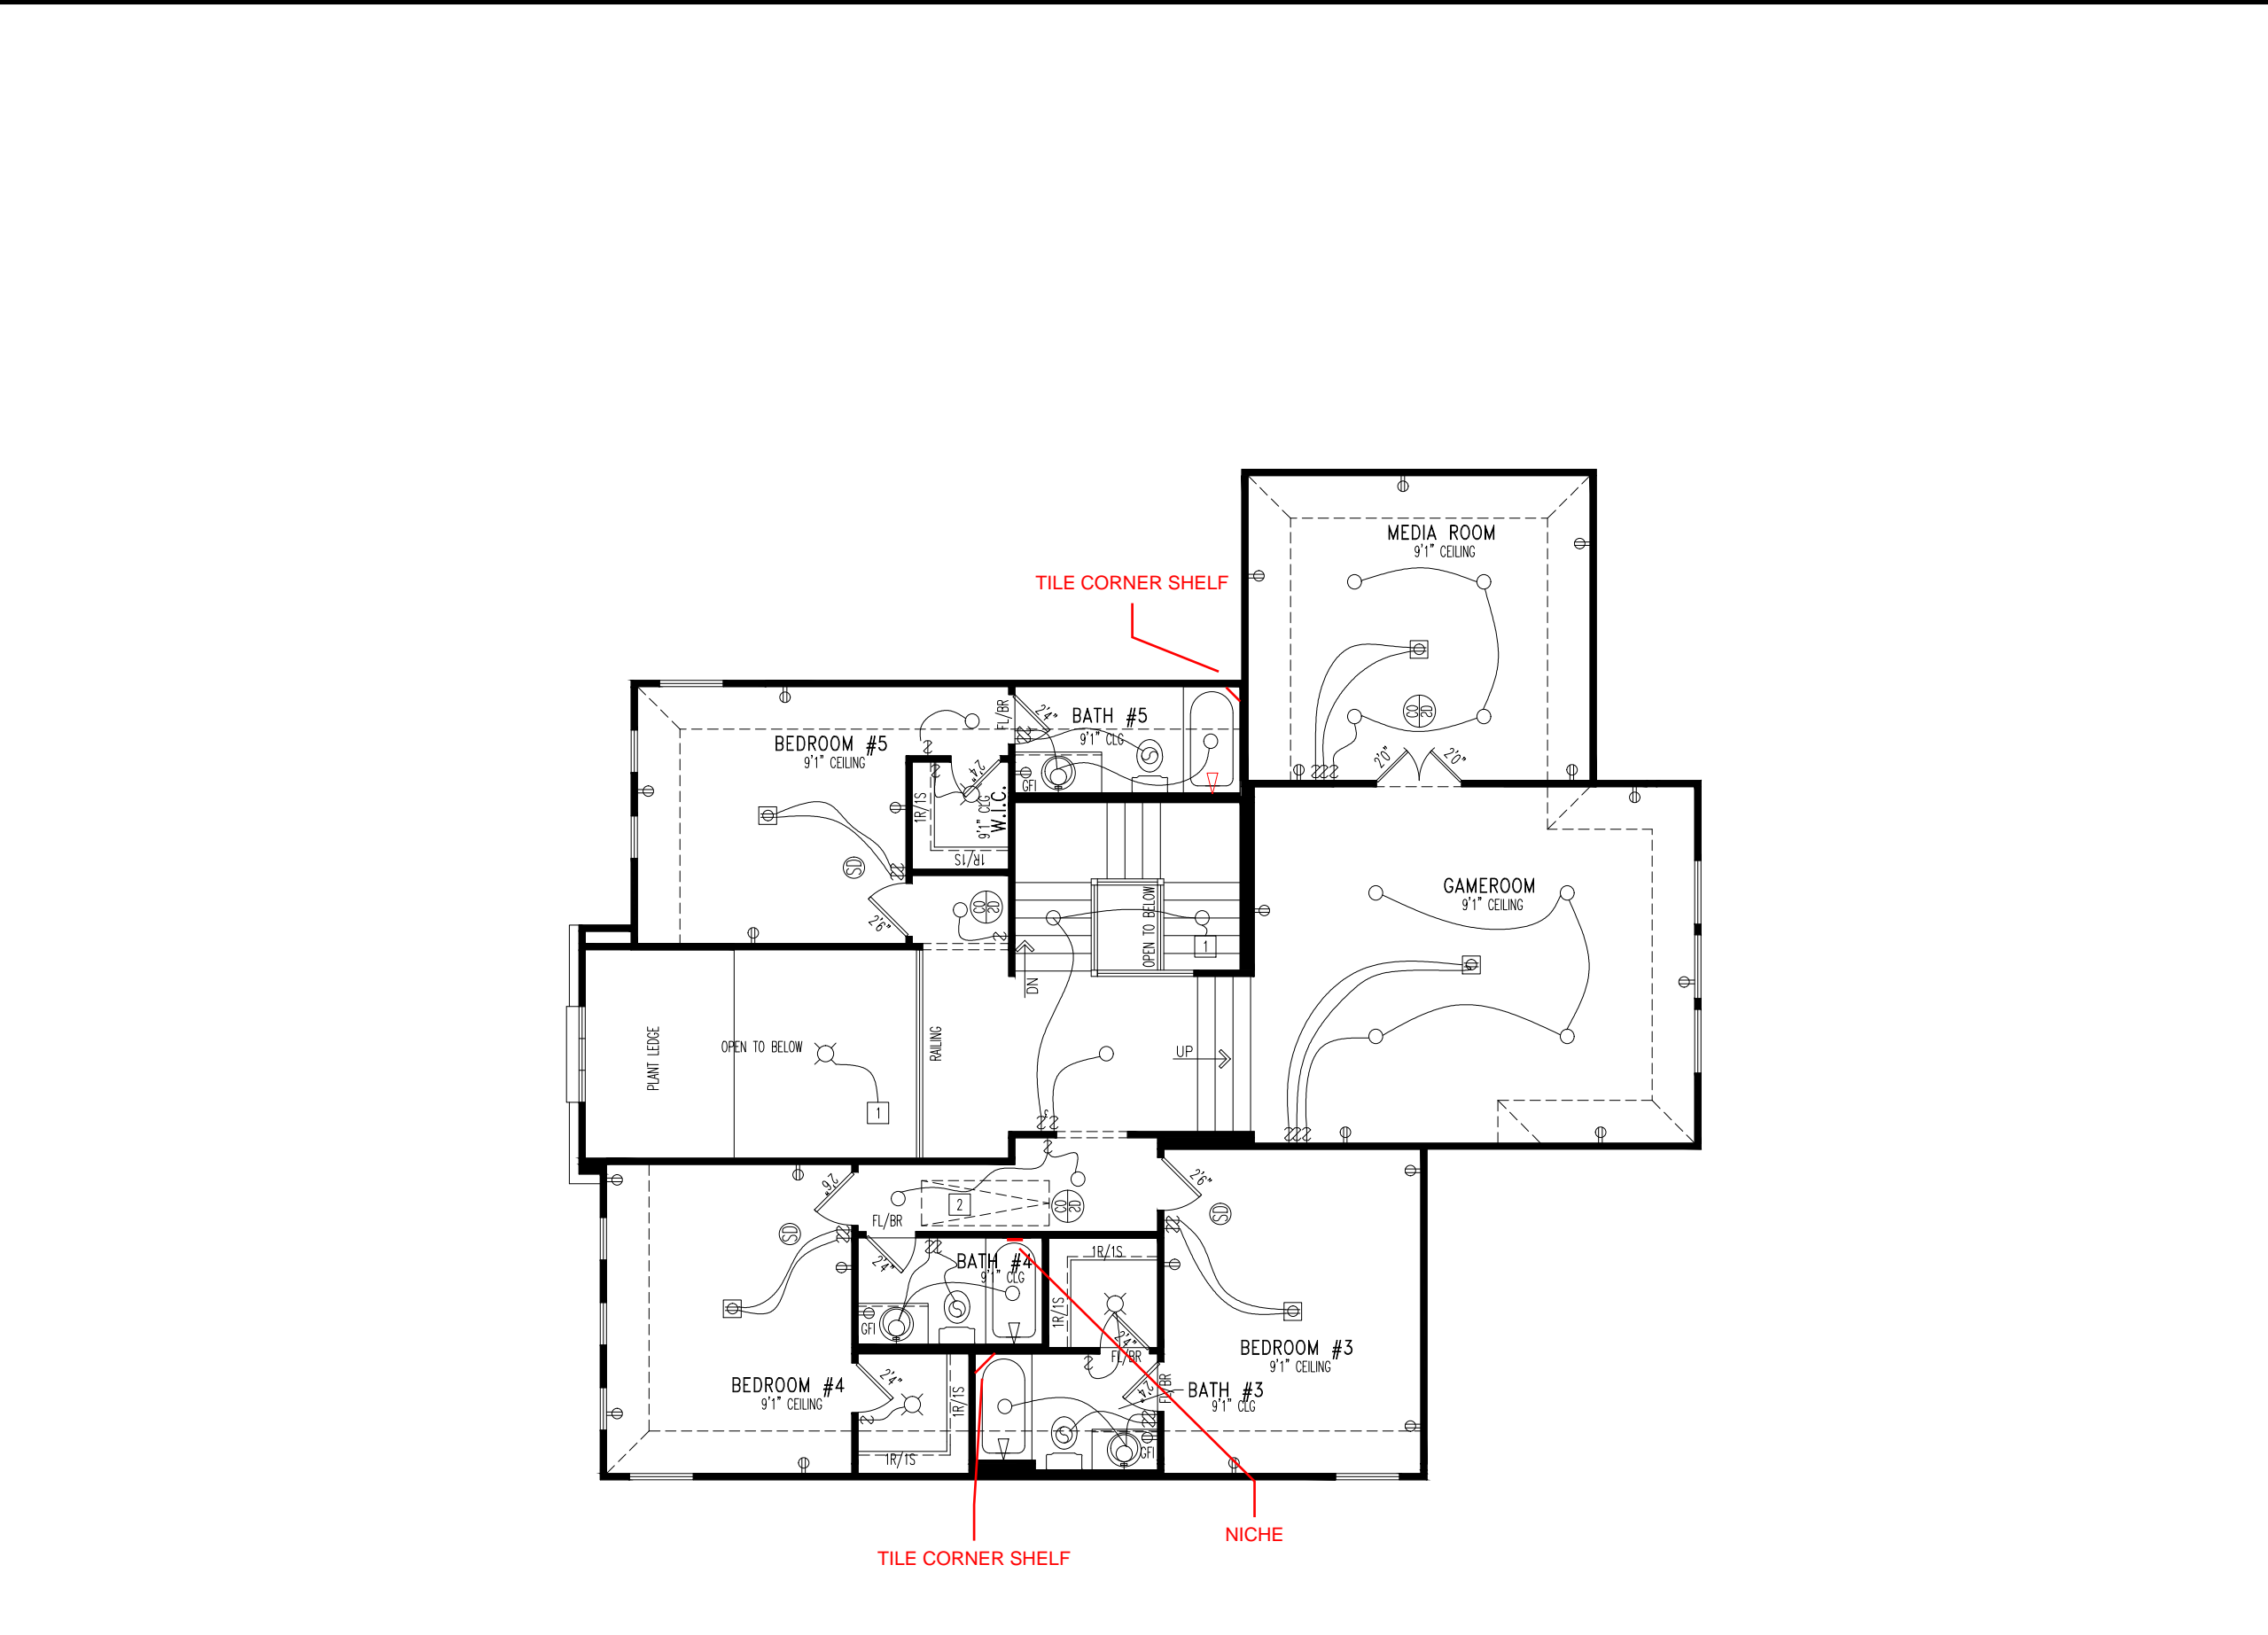 MEDIA ROOM
9'1" CEILING
TILE CORNER SHELF
2'0"
2'0"
CO
SD
BEDROOM #5
9'1" CEILING
FL/BR
2'4"
BATH #5
9'1" CLG
GFI
2'4"
W.I.C.
9'1" CLG
1R/1S
1R/1S
SD
2'6"
CO
SD
GAMEROOM
9'1" CEILING
OPEN TO BELOW
1
DN
PLANT LEDGE
OPEN TO BELOW
1
RAILING
UP
3
2'6"
2
CO
SD
2'6"
SD
SD
FL/BR
2'4"
BATH #4
9'1" CLG
GFI
1R/1S
1R/1S
2'4"
FL/BR
BEDROOM #3
9'1" CEILING
BEDROOM #4
9'1" CEILING
2'4"
1R/1S
1R/1S
2'4"
FL/BR
BATH #3
9'1" CLG
GFI
NICHE
TILE CORNER SHELF